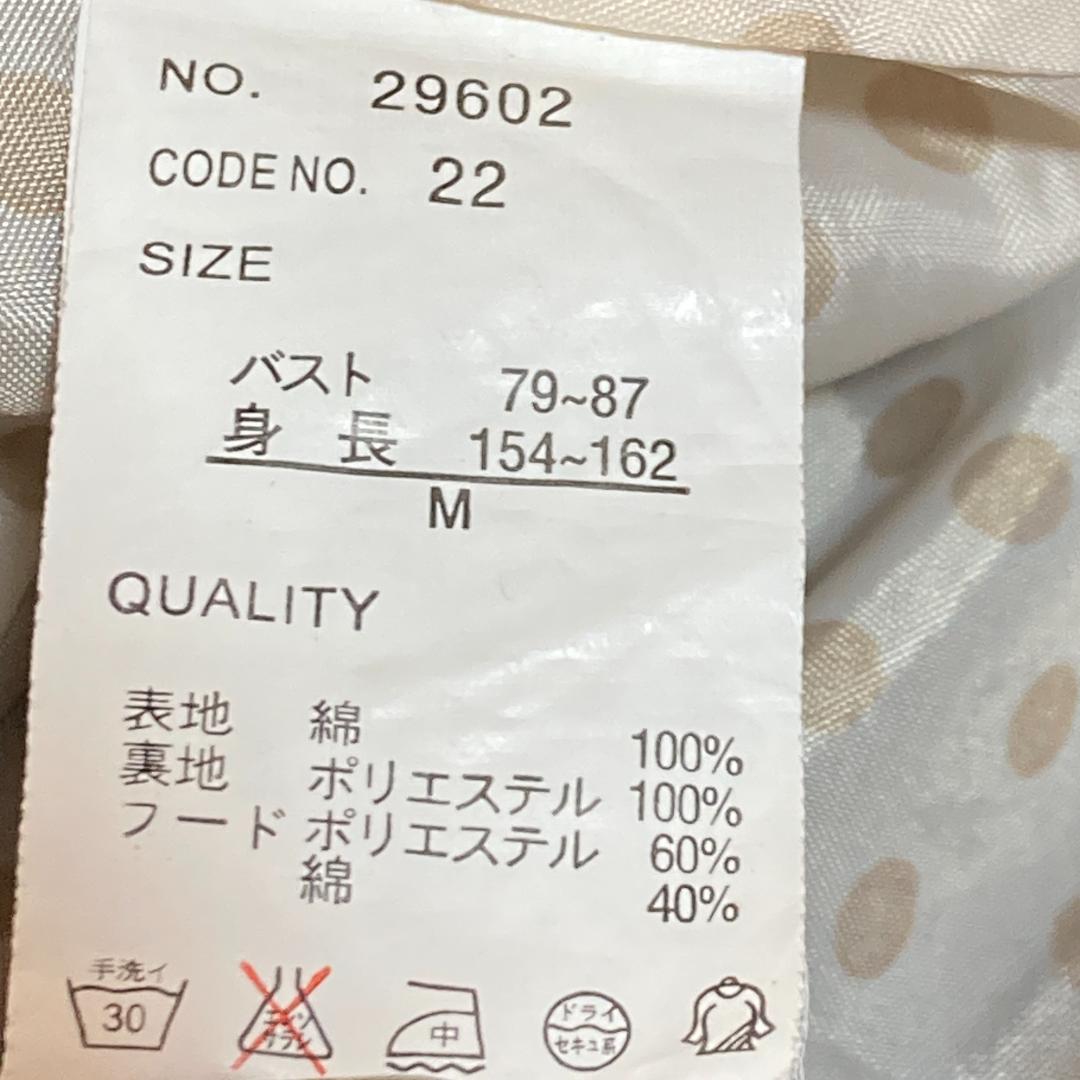 NO. 29602
CODE NO. 22
SIZE
バスト 79~87
身長 154~162
M
QUALITY
表地 綿 100%
裏地 ポリエステル 100%
フード ポリエステル 60%
綿 40%
手洗イ
30
中
ドライ
セキユ系